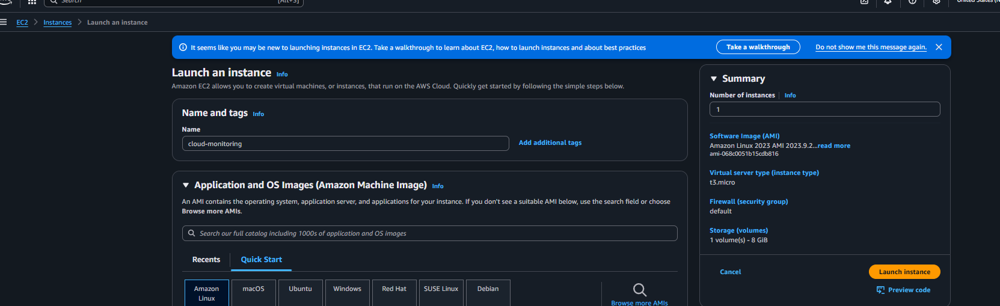 Search [Alt+S]
EC2 > Instances > Launch an instance
It seems like you may be new to launching instances in EC2. Take a walkthrough to learn about EC2, how to launch instances and about best practices
Take a walkthrough
Do not show me this message again.
Launch an instance Info
Amazon EC2 allows you to create virtual machines, or instances, that run on the AWS Cloud. Quickly get started by following the simple steps below.
Name and tags Info
Name
cloud-monitoring
Add additional tags
Application and OS Images (Amazon Machine Image) Info
An AMI contains the operating system, application server, and applications for your instance. If you don't see a suitable AMI below, use the search field or choose
Browse more AMIs.
Search our full catalog including 1000s of application and OS images
Recents
Quick Start
Amazon
Linux
macOS
Ubuntu
Windows
Red Hat
SUSE Linux
Debian
Browse more AMIs
Summary
Number of instances Info
1
Software Image (AMI)
Amazon Linux 2023 AMI 2023.9.2...read more
ami-068c0051b15cdb816
Virtual server type (instance type)
t3.micro
Firewall (security group)
default
Storage (volumes)
1 volume(s) - 8 GiB
Cancel
Launch instance
Preview code